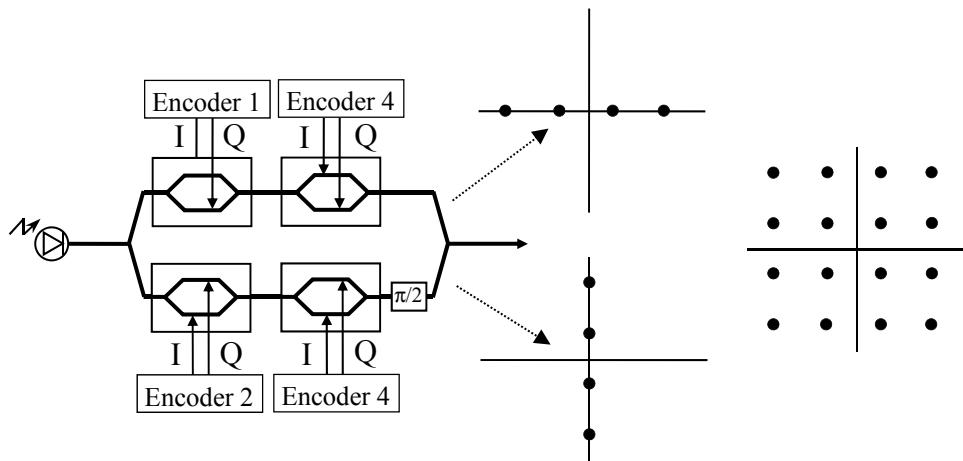 Encoder 1 Encoder 4
I Q I Q
π/2
I Q I Q
Encoder 2 Encoder 4